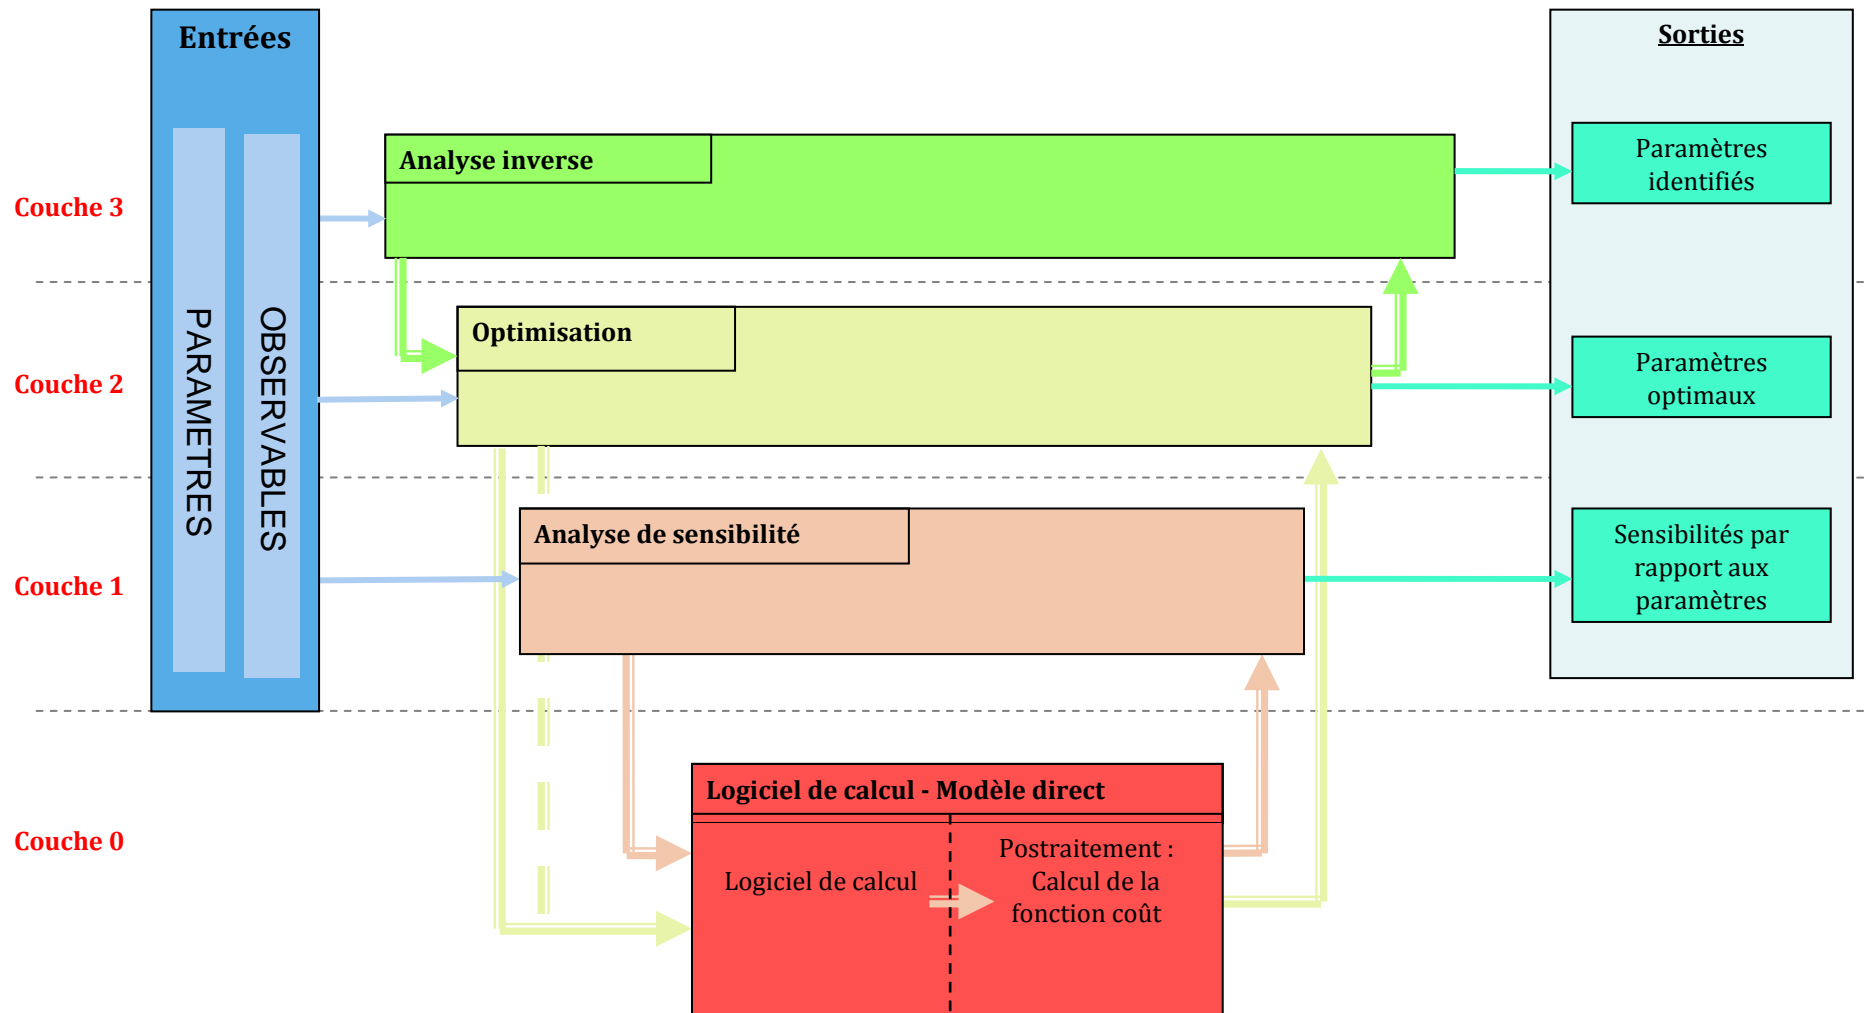 Entrées
Sorties
PARAMETRES
OBSERVABLES
Couche 3
Analyse inverse
Paramètres
identifiés
Couche 2
Optimisation
Paramètres
optimaux
Couche 1
Analyse de sensibilité
Sensibilités par
rapport aux
paramètres
Couche 0
Logiciel de calcul - Modèle direct
Logiciel de calcul
Postraitement :
Calcul de la
fonction coût